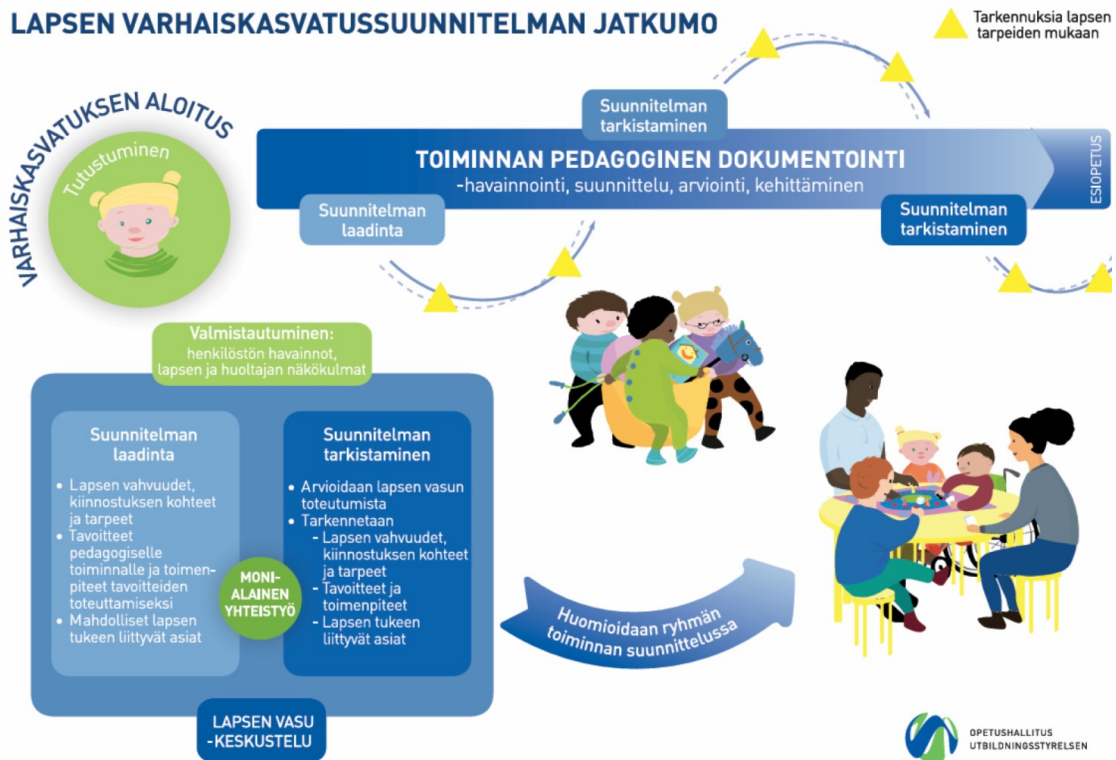 LAPSEN VARHAISKASVATUSSUUNNITELMAN JATKUMO
Tarkennuksia lapsen
tarpeiden mukaan
VARHAISKASVATUKSEN ALOITUS
Tutustuminen
Suunnitelman
tarkistaminen
TOIMINNAN PEDAGOGINEN DOKUMENTOINTI
-havainnointi, suunnittelu, arviointi, kehittäminen
ESIOPETUS
Suunnitelman
laadinta
Suunnitelman
tarkistaminen
Valmistautuminen:
henkilöstön havainnot,
lapsen ja huoltajan näkökulmat
Suunnitelman
laadinta
• Lapsen vahvuudet,
kiinnostuksen kohteet
ja tarpeet
• Tavoitteet
pedagogiselle
toiminnalle ja toimen-
piteet tavoitteiden
toteuttamiseksi
• Mahdolliset lapsen
tukeen liittyvät asiat
MONI-
ALAINEN
YHTEISTYÖ
Suunnitelman
tarkistaminen
• Arvioidaan lapsen vasun
toteutumista
• Tarkennetaan
- Lapsen vahvuudet,
kiinnostuksen kohteet
ja tarpeet
- Tavoitteet ja
toimenpiteet
- Lapsen tukeen
liittyvät asiat
LAPSEN VASU
-KESKUSTELU
Huomioidaan ryhmän
toiminnan suunnittelussa
OPETUSHALLITUS
UTBILDNINGSSTYRELSEN